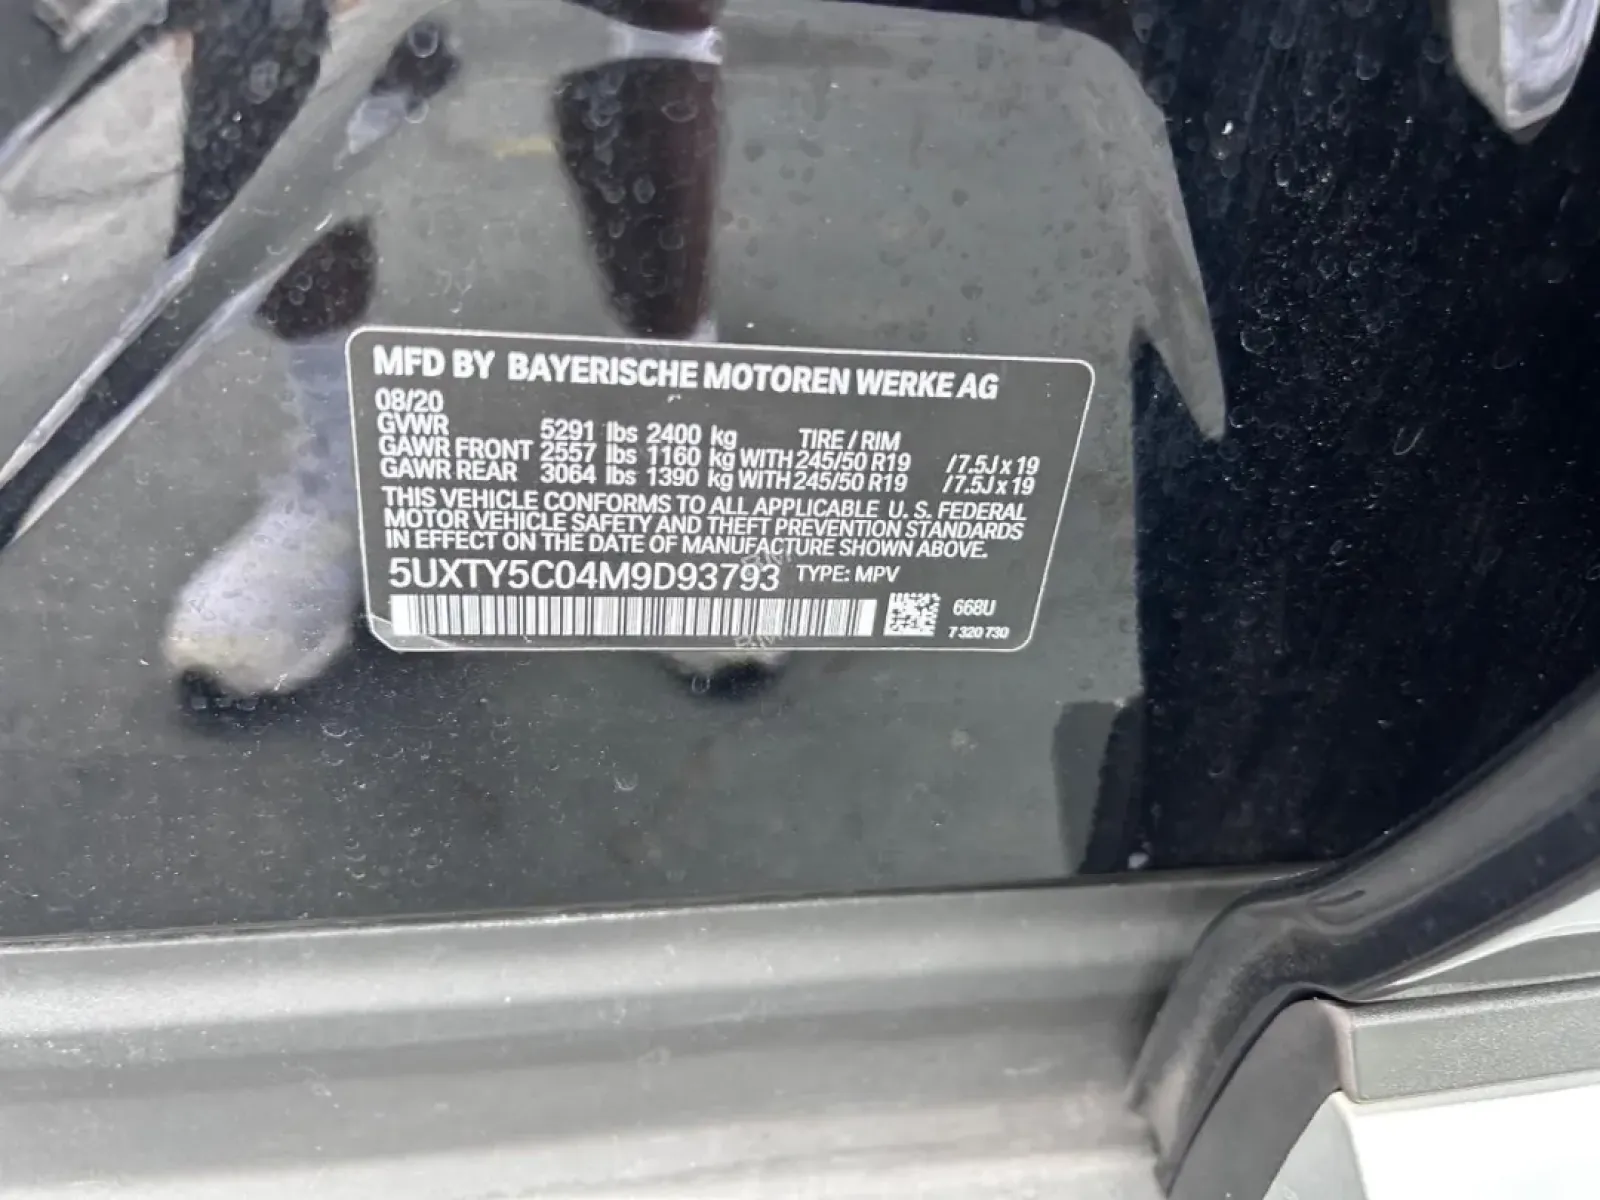 MFD BY BAYERISCHE MOTOREN WERKE AG
08/20
GVWR 5291 lbs 2400 kg TIRE / RIM
GAWR FRONT 2557 lbs 1160 kg WITH 245/50 R19 / 7.5J x 19
GAWR REAR 3064 lbs 1390 kg WITH 245/50 R19 / 7.5J x 19
THIS VEHICLE CONFORMS TO ALL APPLICABLE U. S. FEDERAL
MOTOR VEHICLE SAFETY AND THEFT PREVENTION STANDARDS
IN EFFECT ON THE DATE OF MANUFACTURE SHOWN ABOVE.
5UXTY5C04M9D93793 TYPE: MPV
668U
7 320 730